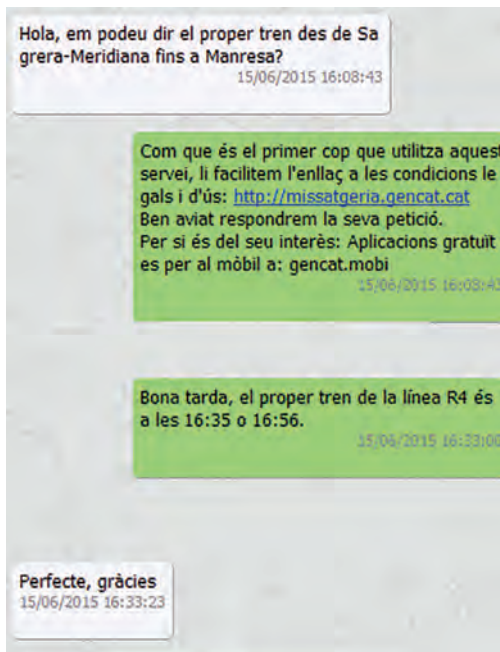 Hola, em podeu dir el proper tren des de Sa
grera-Meridiana fins a Manresa?
15/06/2015 16:08:43
Com que és el primer cop que utilitza aquest
servei, li facilitem l'enllaç a les condicions le
gals i d'ús: http://missatgeria.gencat.cat
Ben aviat respondrem la seva petició.
Per si és del seu interès: Aplicacions gratuït
es per al mòbil a: gencat.mobi
15/06/2015 16:08:43
Bona tarda, el proper tren de la línea R4 és
a les 16:35 o 16:56.
15/06/2015 16:33:00
Perfecte, gràcies
15/06/2015 16:33:23